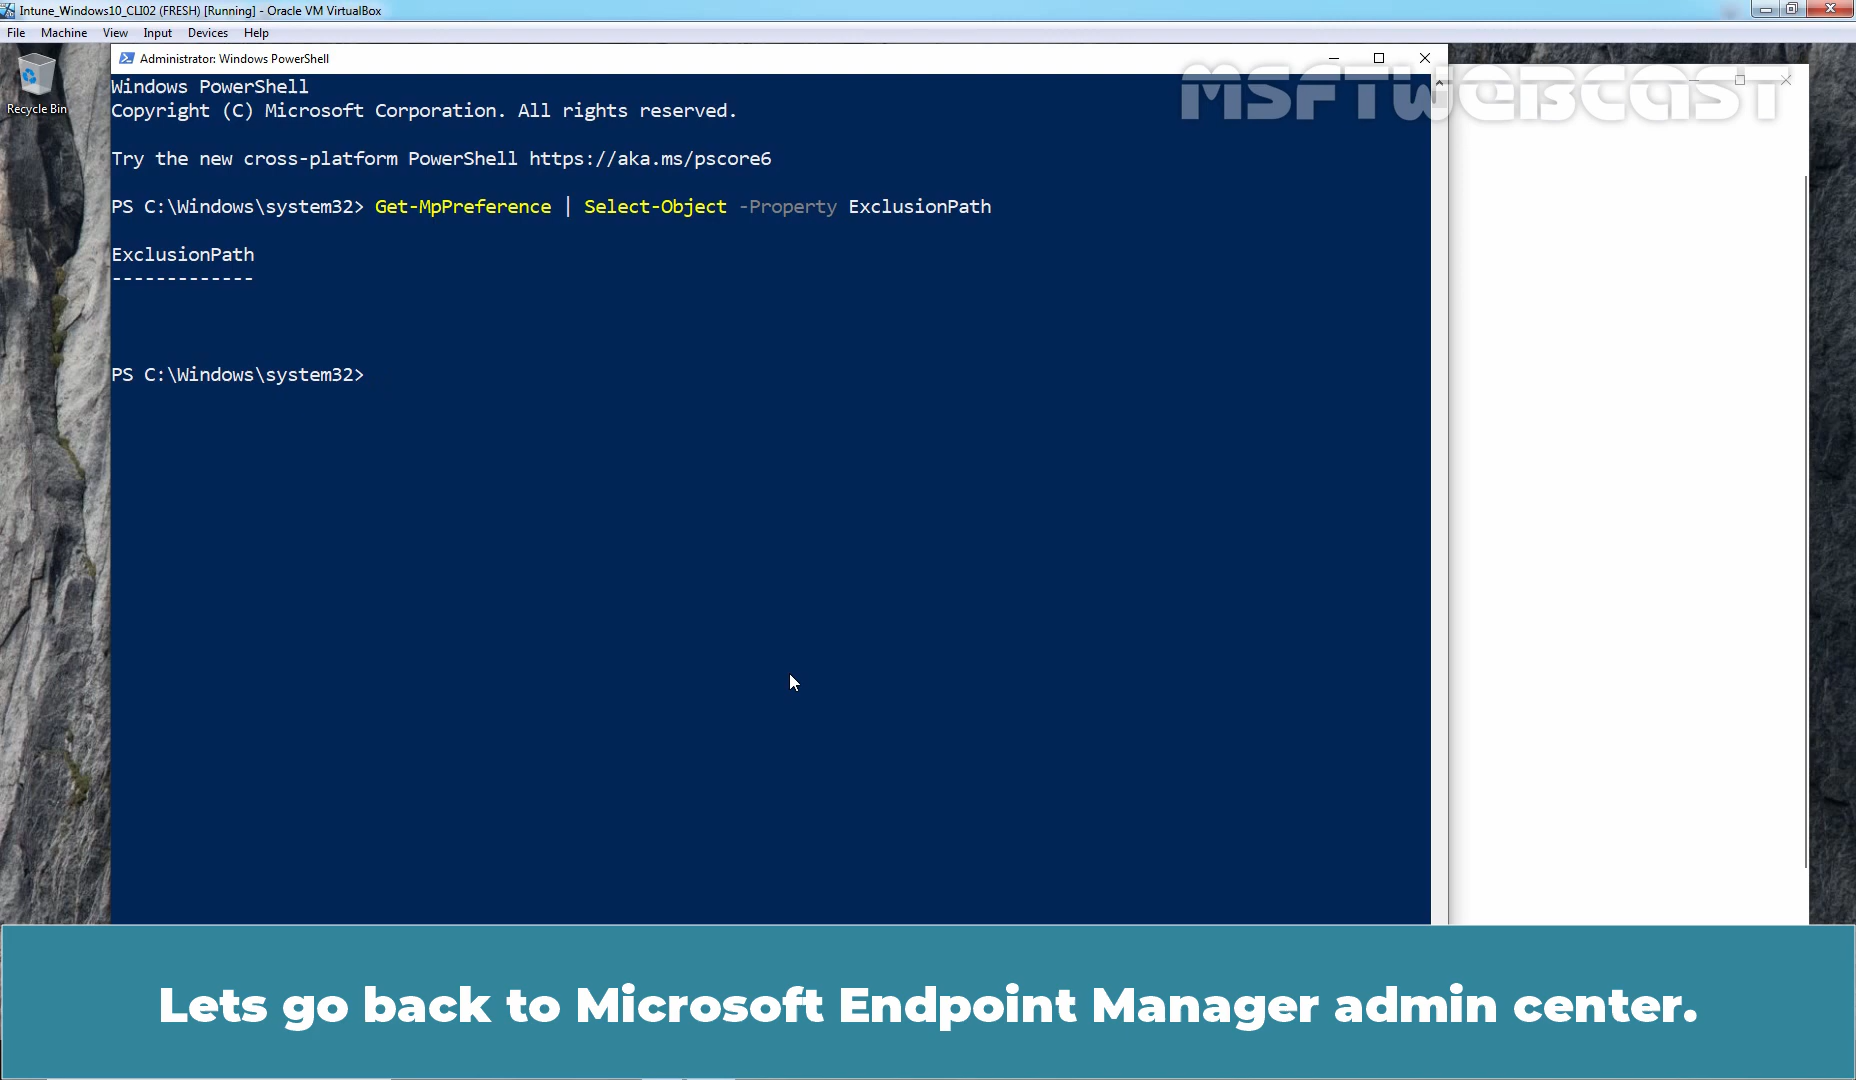 Intune_Windows10_CLI02 (FRESH) [Running] - Oracle VM VirtualBox
File Machine View Input Devices Help
Recycle Bin
Administrator: Windows PowerShell
MSFTWEBCAST
Windows PowerShell
Copyright (C) Microsoft Corporation. All rights reserved.
Try the new cross-platform PowerShell https://aka.ms/pscore6
PS C:\Windows\system32> Get-MpPreference | Select-Object -Property ExclusionPath
ExclusionPath
-------------
PS C:\Windows\system32>
Lets go back to Microsoft Endpoint Manager admin center.